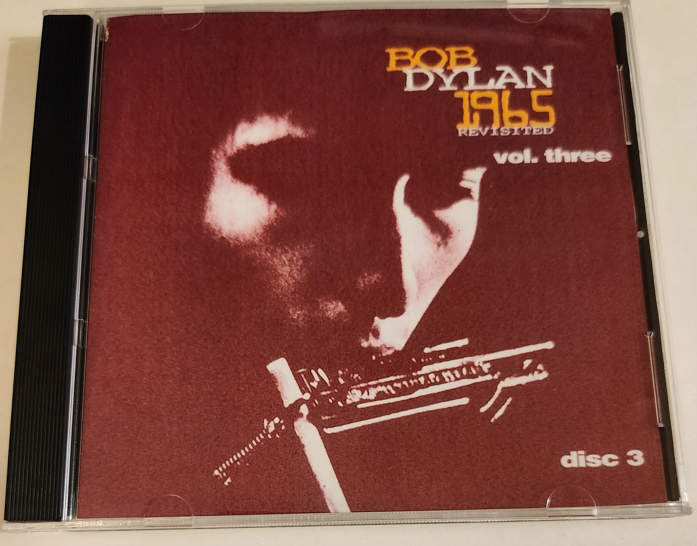 BOB
DYLAN
1965
REVISITED
vol. three
disc 3